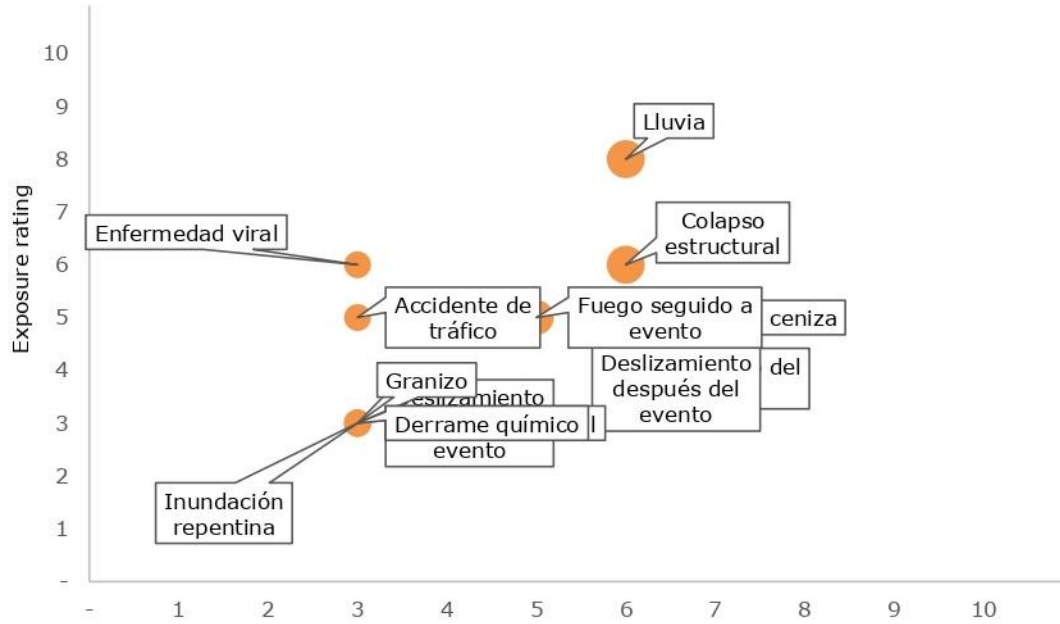 Exposure rating
10
9
8
7
6
5
4
3
2
1
-
Lluvia
Colapso
estructural
Enfermedad viral
Accidente de
tráfico
Fuego seguido a
evento
ceniza
Deslizamiento
después del
evento
del
Granizo
Derrame químico
evento
Inundación
repentina
- 1 2 3 4 5 6 7 8 9 10